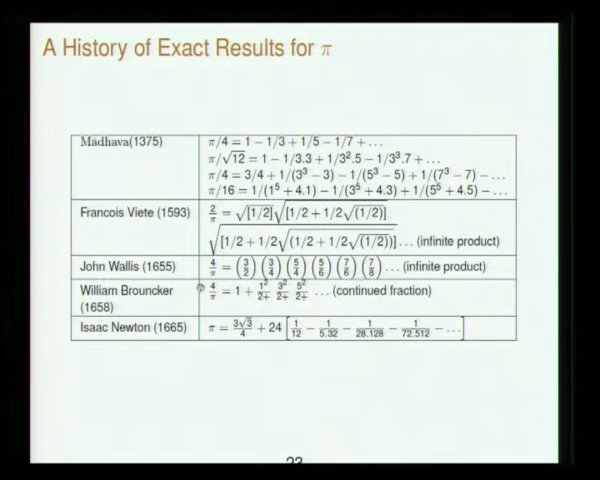 A History of Exact Results for π
Madhava(1375)
π/4 = 1 − 1/3 + 1/5 − 1/7 + ...
π/√12 = 1 − 1/3.3 + 1/3².5 − 1/3³.7 + ...
π/4 = 3/4 + 1/(3³ − 3) − 1/(5³ − 5) + 1/(7³ − 7) − ...
π/16 = 1/(1⁵ + 4.1) − 1/(3⁵ + 4.3) + 1/(5⁵ + 4.5) − ...
Francois Viete (1593)
2/π = √[1/2]√[1/2 + 1/2√(1/2)]
√[1/2 + 1/2√(1/2 + 1/2√(1/2))] ... (infinite product)
John Wallis (1655)
4/π = (3/2) (3/4) (5/4) (5/6) (7/6) (7/8) ... (infinite product)
William Brouncker
(1658)
4/π = 1 + 1²/2+ 3²/2+ 5²/2+ ... (continued fraction)
Isaac Newton (1665)
π = 3√3/4 + 24 [1/12 − 1/5.32 − 1/28.128 − 1/72.512 − ...]